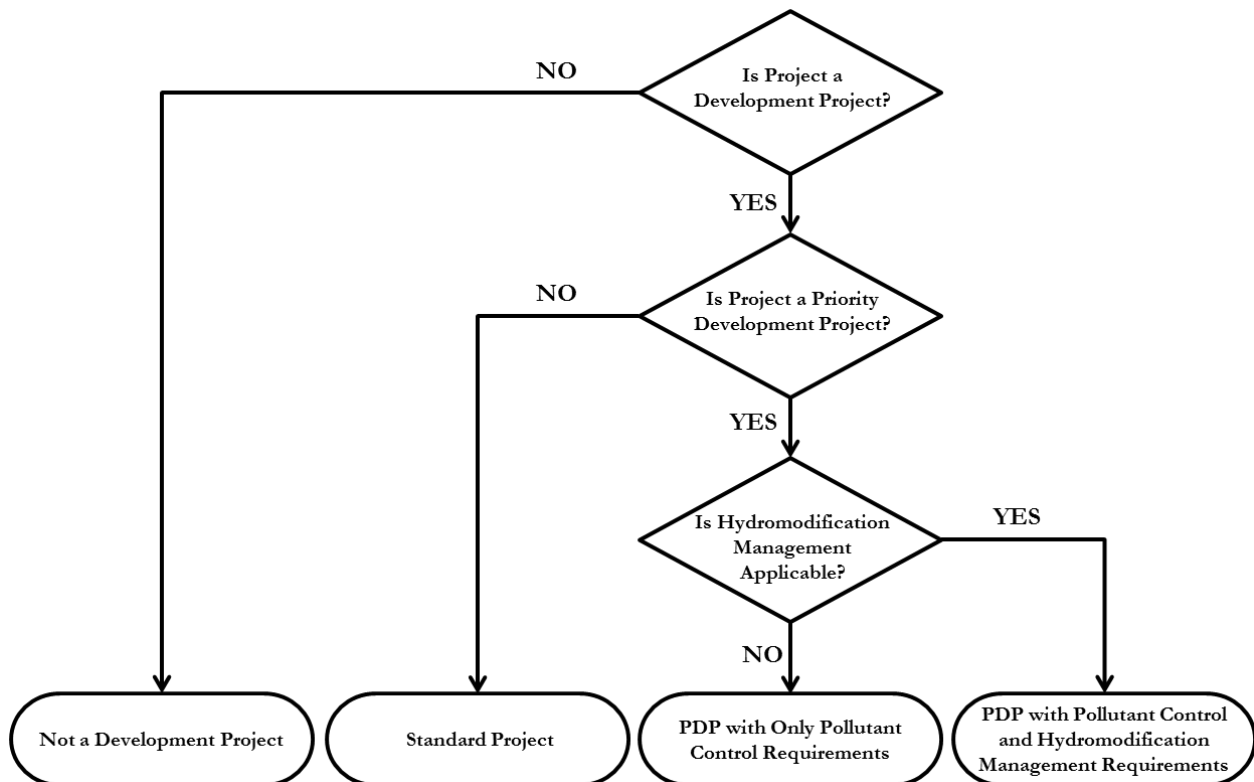 Is Project a
Development Project?
NO
YES
Is Project a Priority
Development Project?
NO
YES
Is Hydromodification
Management
Applicable?
YES
NO
Not a Development Project
Standard Project
PDP with Only Pollutant
Control Requirements
PDP with Pollutant Control
and Hydromodification
Management Requirements